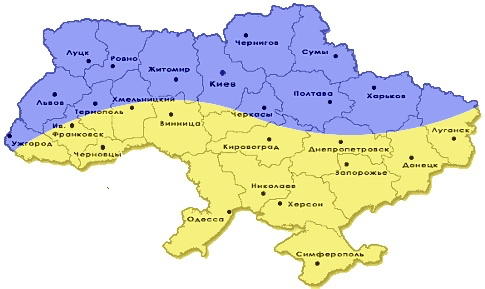 Чернигов
Луцк
Ровно
Сумы
Житомир
Киев
Харьков
Львов
Хмельницкий
Полтава
Тернополь
Черкасы
Ив.
Франковск
Винница
Луганск
Ужгород
Кировоград
Днепропетровск
Черновцы
Донецк
Запорожье
Николаев
Херсон
Одесса
Симферополь